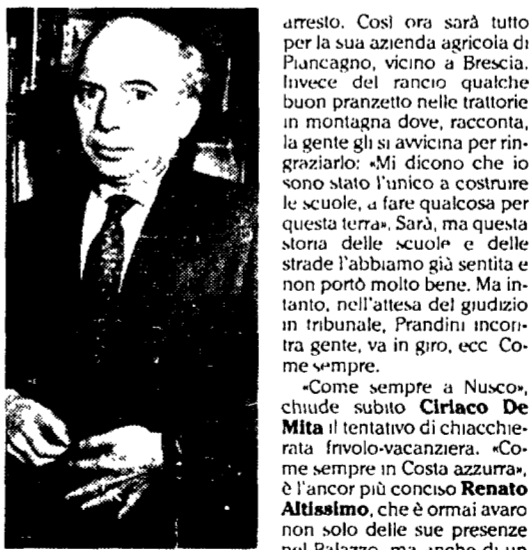 arresto. Così ora sarà tutto
per la sua azienda agricola di
Piancagno, vicino a Brescia.
Invece del rancio qualche
buon pranzetto nelle trattorie
in montagna dove, racconta,
la gente gli si avvicina per rin-
graziarlo: «Mi dicono che io
sono stato l'unico a costruire
le scuole, a fare qualcosa per
questa terra». Sarà, ma questa
storia delle scuole e delle
strade l'abbiamo già sentita e
non portò molto bene. Ma in-
tanto, nell'attesa del giudizio
in tribunale, Prandini incon-
tra gente, va in giro, ecc Co-
me sempre.
«Come sempre a Nusco»,
chiude subito Ciriaco De
Mita il tentativo di chiacchie-
rata frivolo-vacanziera. «Co-
me sempre in Costa azzurra»,
è l'ancor più conciso Renato
Altissimo, che è ormai avaro
non solo delle sue presenze
nel Palazzo, ma anche di un